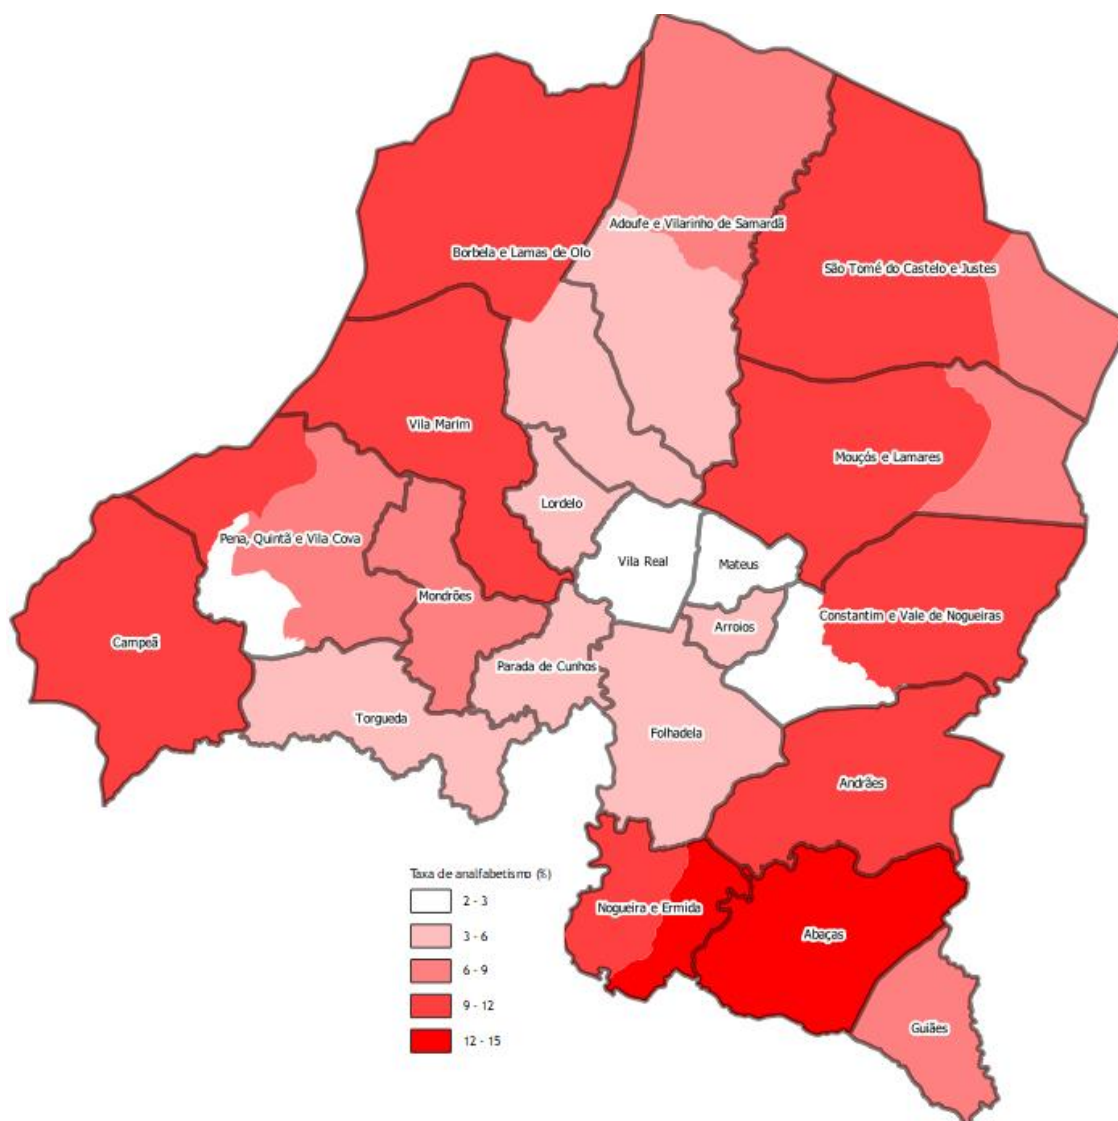 Adoufe e Vilarinho de Samardã
Borbela e Lamas de Olo
São Tomé do Castelo e Justes
Vila Marim
Mouçós e Lamares
Lordelo
Pena, Quintã e Vila Cova
Vila Real
Mateus
Mondrões
Constantim e Vale de Nogueiras
Arroios
Campeã
Parada de Cunhos
Torgueda
Folhadela
Andrães
Taxa de analfabetismo (%)
2 - 3
3 - 6
6 - 9
9 - 12
12 - 15
Nogueira e Ermida
Abaças
Guiães